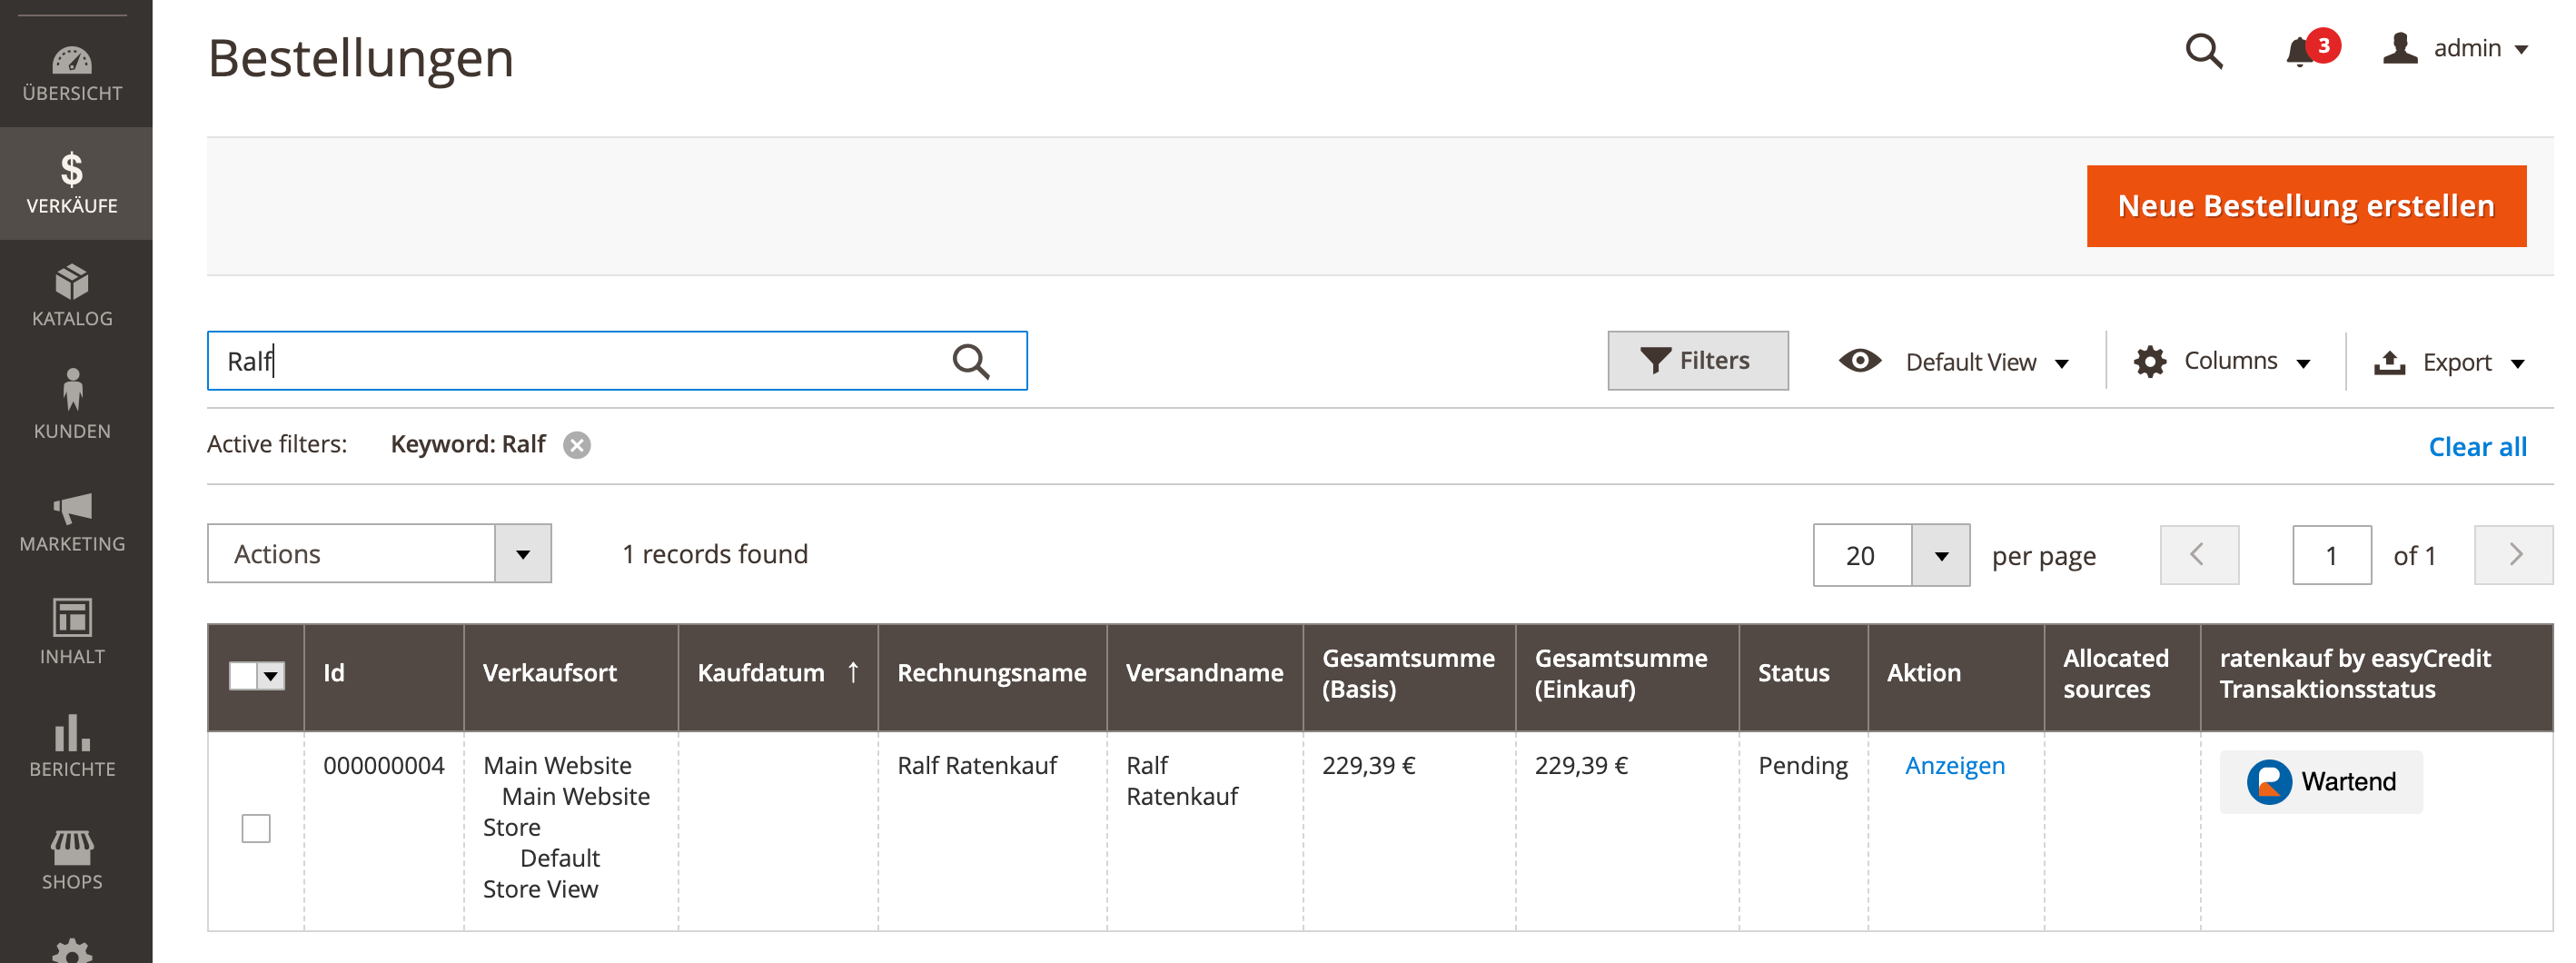 Bestellungen
3
admin
ÜBERSICHT
VERKÄUFE
KATALOG
KUNDEN
MARKETING
INHALT
BERICHTE
SHOPS
Neue Bestellung erstellen
Ralf
Filters
Default View
Columns
Export
Active filters: Keyword: Ralf
Clear all
Actions
1 records found
20 per page
1 of 1
Id
Verkaufsort
Kaufdatum ↑
Rechnungsname
Versandname
Gesamtsumme
(Basis)
Gesamtsumme
(Einkauf)
Status
Aktion
Allocated
sources
ratenkauf by easyCredit
Transaktionsstatus
000000004
Main Website
Main Website
Store
Default
Store View
Ralf Ratenkauf
Ralf
Ratenkauf
229,39 €
229,39 €
Pending
Anzeigen
Wartend